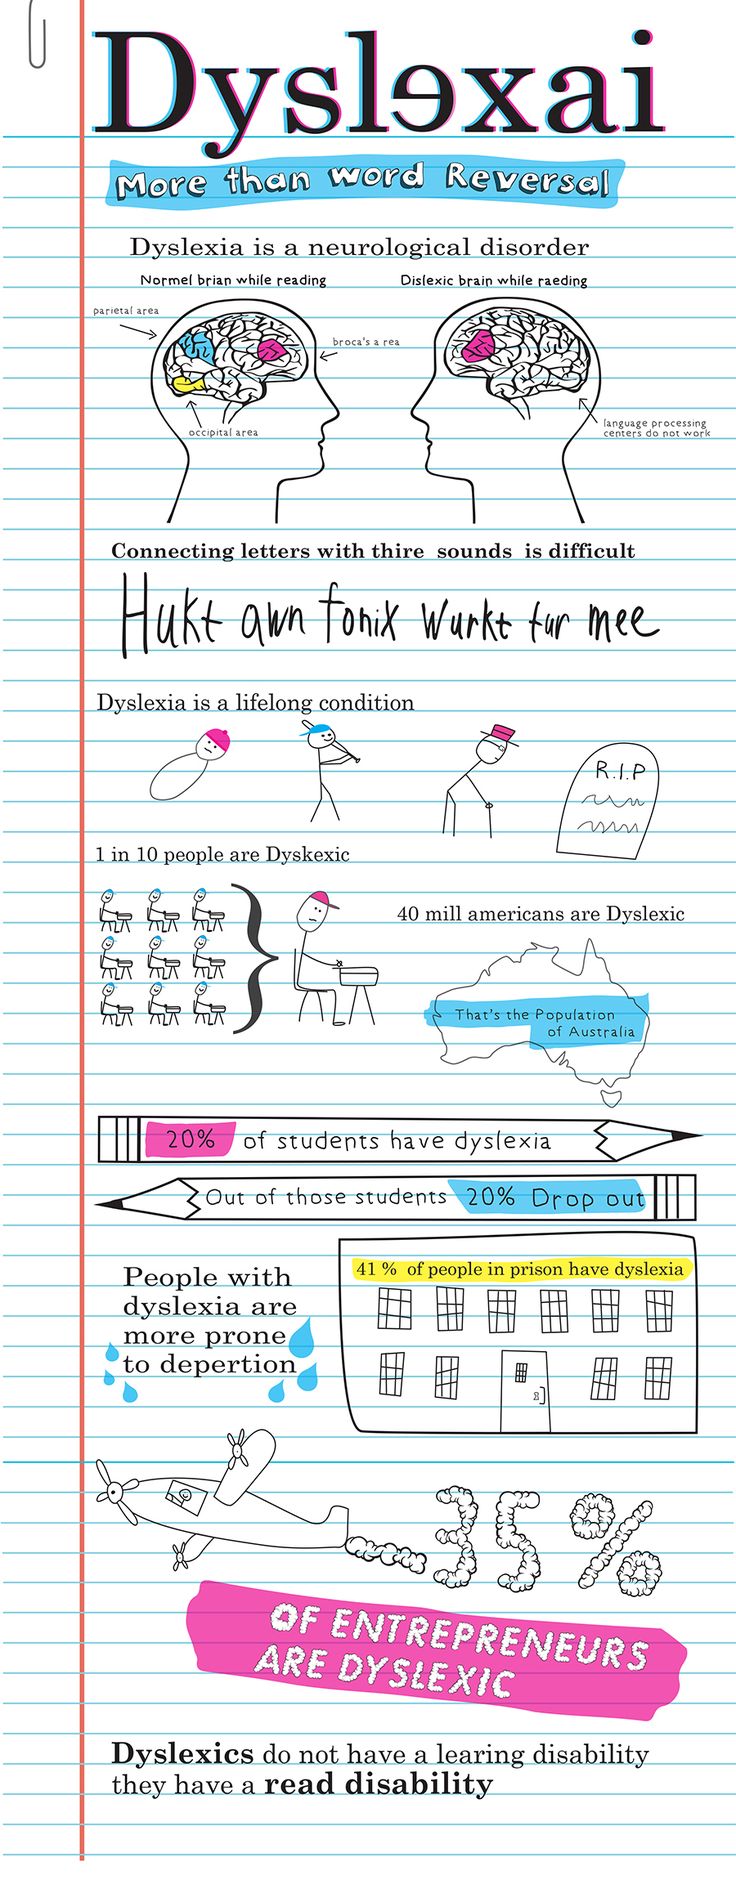 Dyslɘxai
More than word Reversal
Dyslexia is a neurological disorder
Normel brian while reading
Dislexic brain while raeding
parietal area
broca's a rea
occipital area
language processing
centers do not work
Connecting letters with thire sounds is difficult
Hukt awn fonix wurkt fur mee
Dyslexia is a lifelong condition
R.I.P
1 in 10 people are Dyskexic
40 mill americans are Dyslexic
That's the Population
of Australia
20% of students have dyslexia
Out of those students 20% Drop out
41 % of people in prison have dyslexia
People with
dyslexia are
more prone
to depertion
35%
OF ENTREPRENEURS
ARE DYSLEXIC
Dyslexics do not have a learing disability
they have a read disability